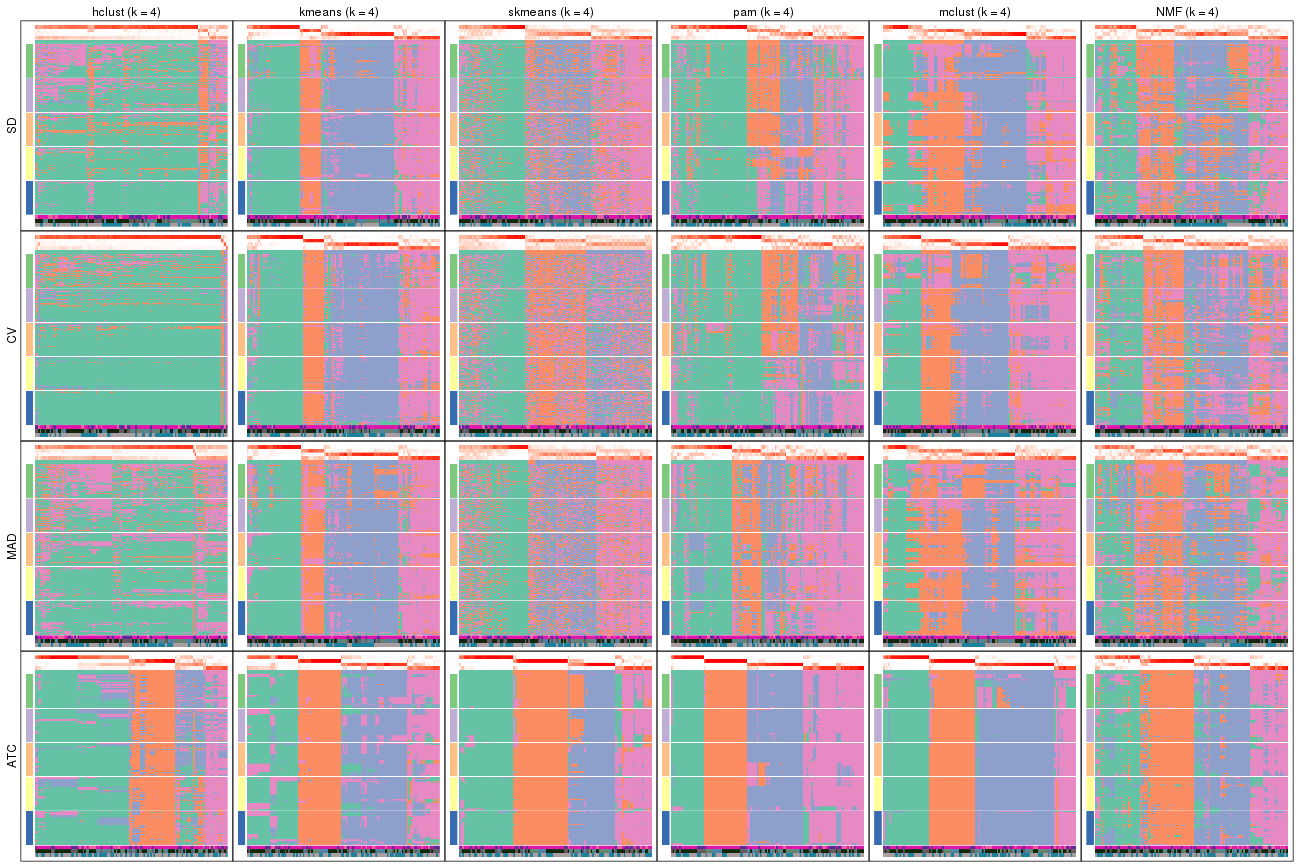 hclust (k = 4)
kmeans (k = 4)
skmeans (k = 4)
pam (k = 4)
mclust (k = 4)
NMF (k = 4)
SD
CV
MAD
ATC